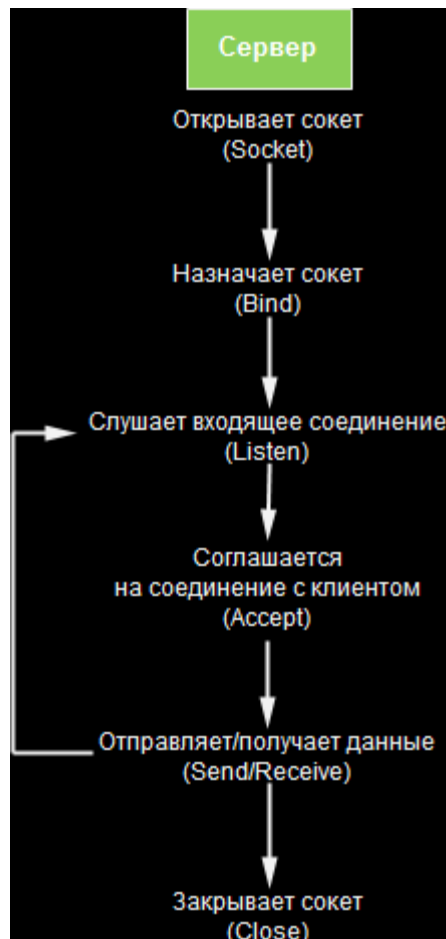 Сервер
Открывает сокет
(Socket)
Назначает сокет
(Bind)
Слушает входящее соединение
(Listen)
Соглашается
на соединение с клиентом
(Accept)
Отправляет/получает данные
(Send/Receive)
Закрывает сокет
(Close)